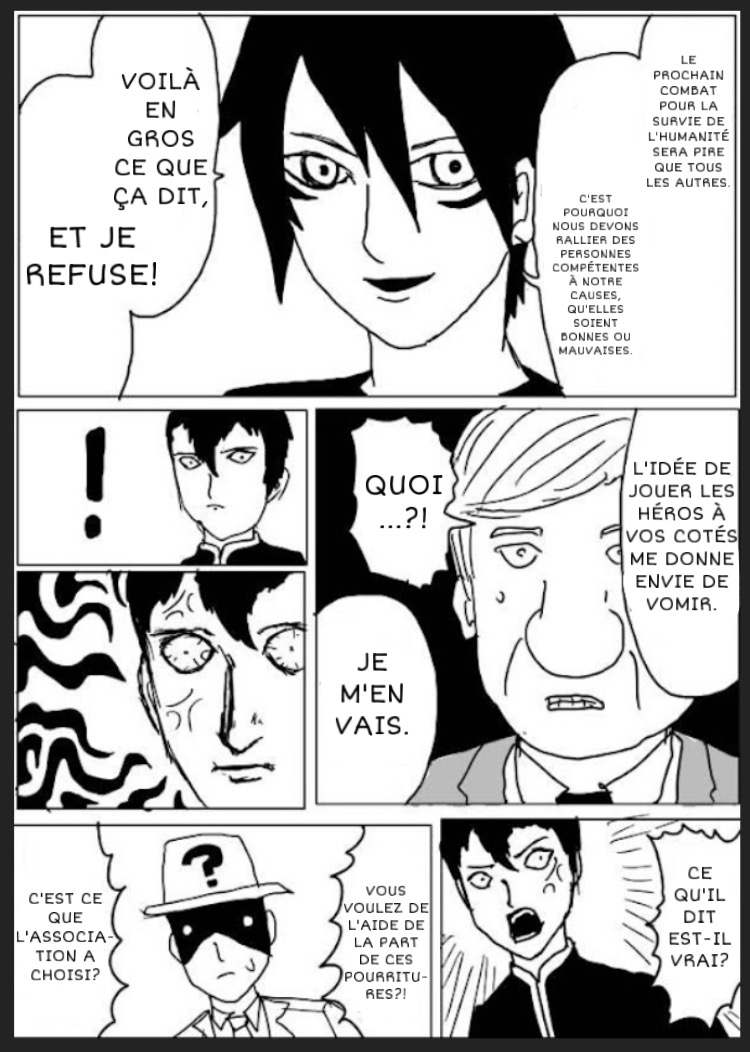 LE
PROCHAIN
COMBAT
POUR LA
SURVIE DE
L'HUMANITÉ
SERA PIRE
QUE TOUS
LES AUTRES.
C'EST
POURQUOI
NOUS DEVONS
RALLIER DES
PERSONNES
COMPÉTENTES
À NOTRE
CAUSES,
QU'ELLES
SOIENT
BONNES OU
MAUVAISES.
VOILÀ
EN
GROS
CE QUE
ÇA DIT,
ET JE
REFUSE!
L'IDÉE DE
JOUER LES
HÉROS À
VOS COTÉS
ME DONNE
ENVIE DE
VOMIR.
QUOI
...?!
JE
M'EN
VAIS.
!
CE
QU'IL
DIT
EST-IL
VRAI?
VOUS
VOULEZ DE
L'AIDE DE
LA PART
DE CES
POURRITU-
RES?!
?
C'EST CE
QUE
L'ASSOCIA-
TION A
CHOISI?